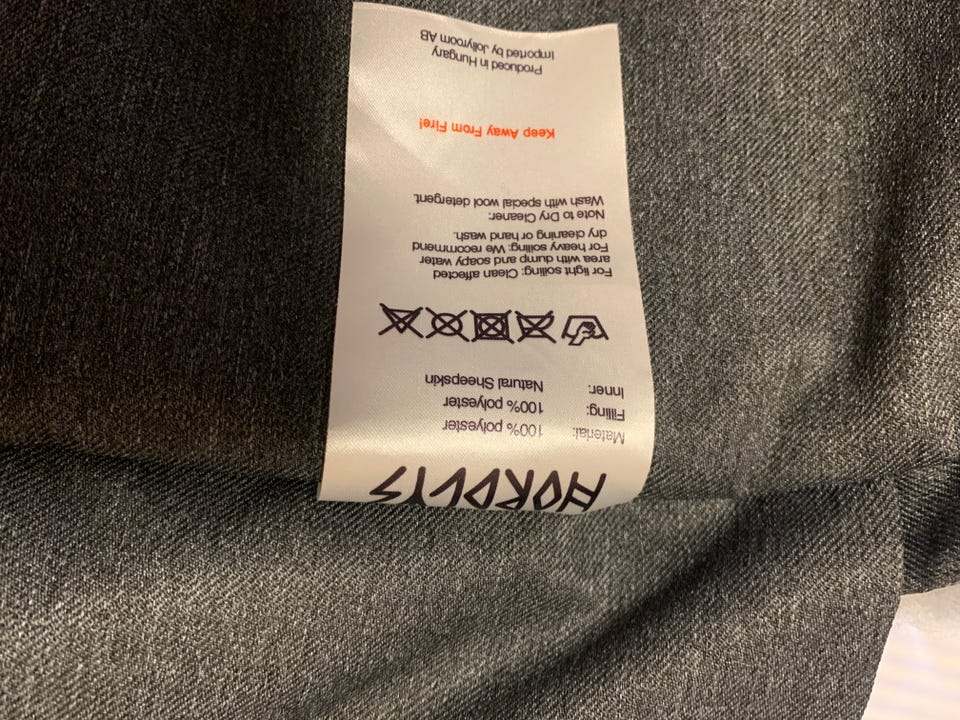 NORDLYS
Material: 100% polyester
Filling: 100% polyester
Inner: Natural Sheepskin
For light soiling: Clean affected
area with dump and soapy water
For heavy soiling: We recommend
dry cleaning or hand wash.
Note to Dry Cleaner:
Wash with special wool detergent.
Keep Away From Fire!
Produced in Hungary
Imported by Jollyroom AB